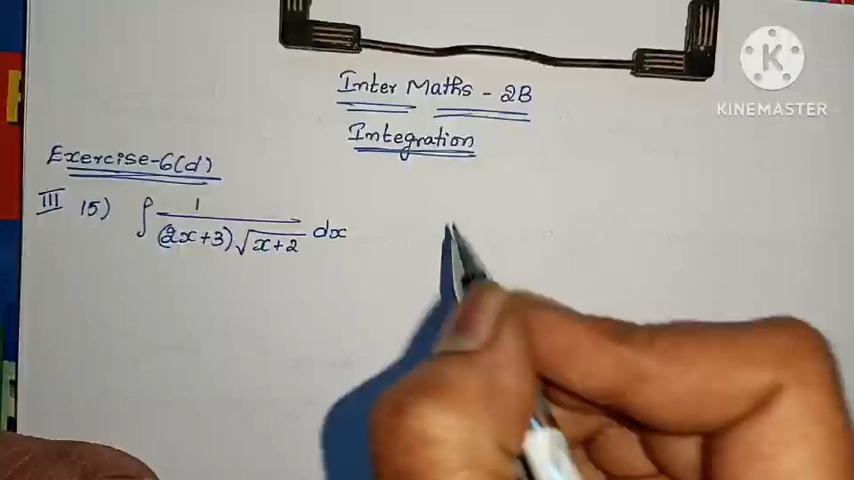 Inter Maths - 2B
Integration
Exercise-6(d)
III 15) ∫ 1/((2x+3)√(x+2)) dx
K
KINEMASTER